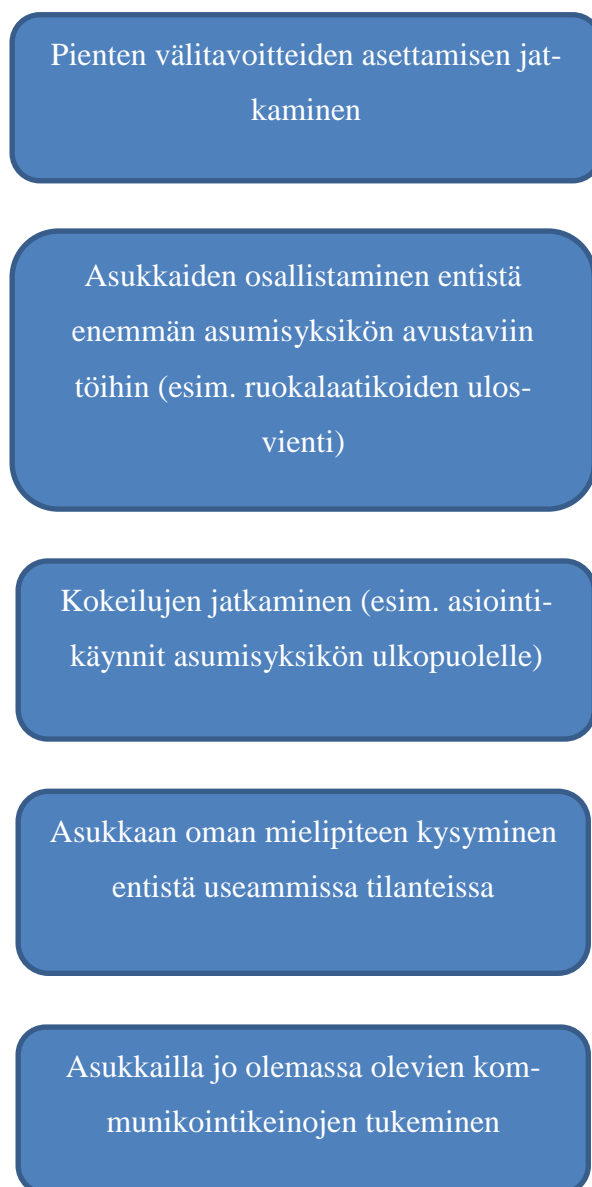 Pienten välitavoitteiden asettamisen jat-
kaminen
Asukkaiden osallistaminen entistä
enemmän asumisyksikön avustaviin
töihin (esim. ruokalaatikoiden ulos-
vienti)
Kokeilujen jatkaminen (esim. asiointi-
käynnit asumisyksikön ulkopuolelle)
Asukkaan oman mielipiteen kysyminen
entistä useammissa tilanteissa
Asukkailla jo olemassa olevien kom-
munikointikeinojen tukeminen